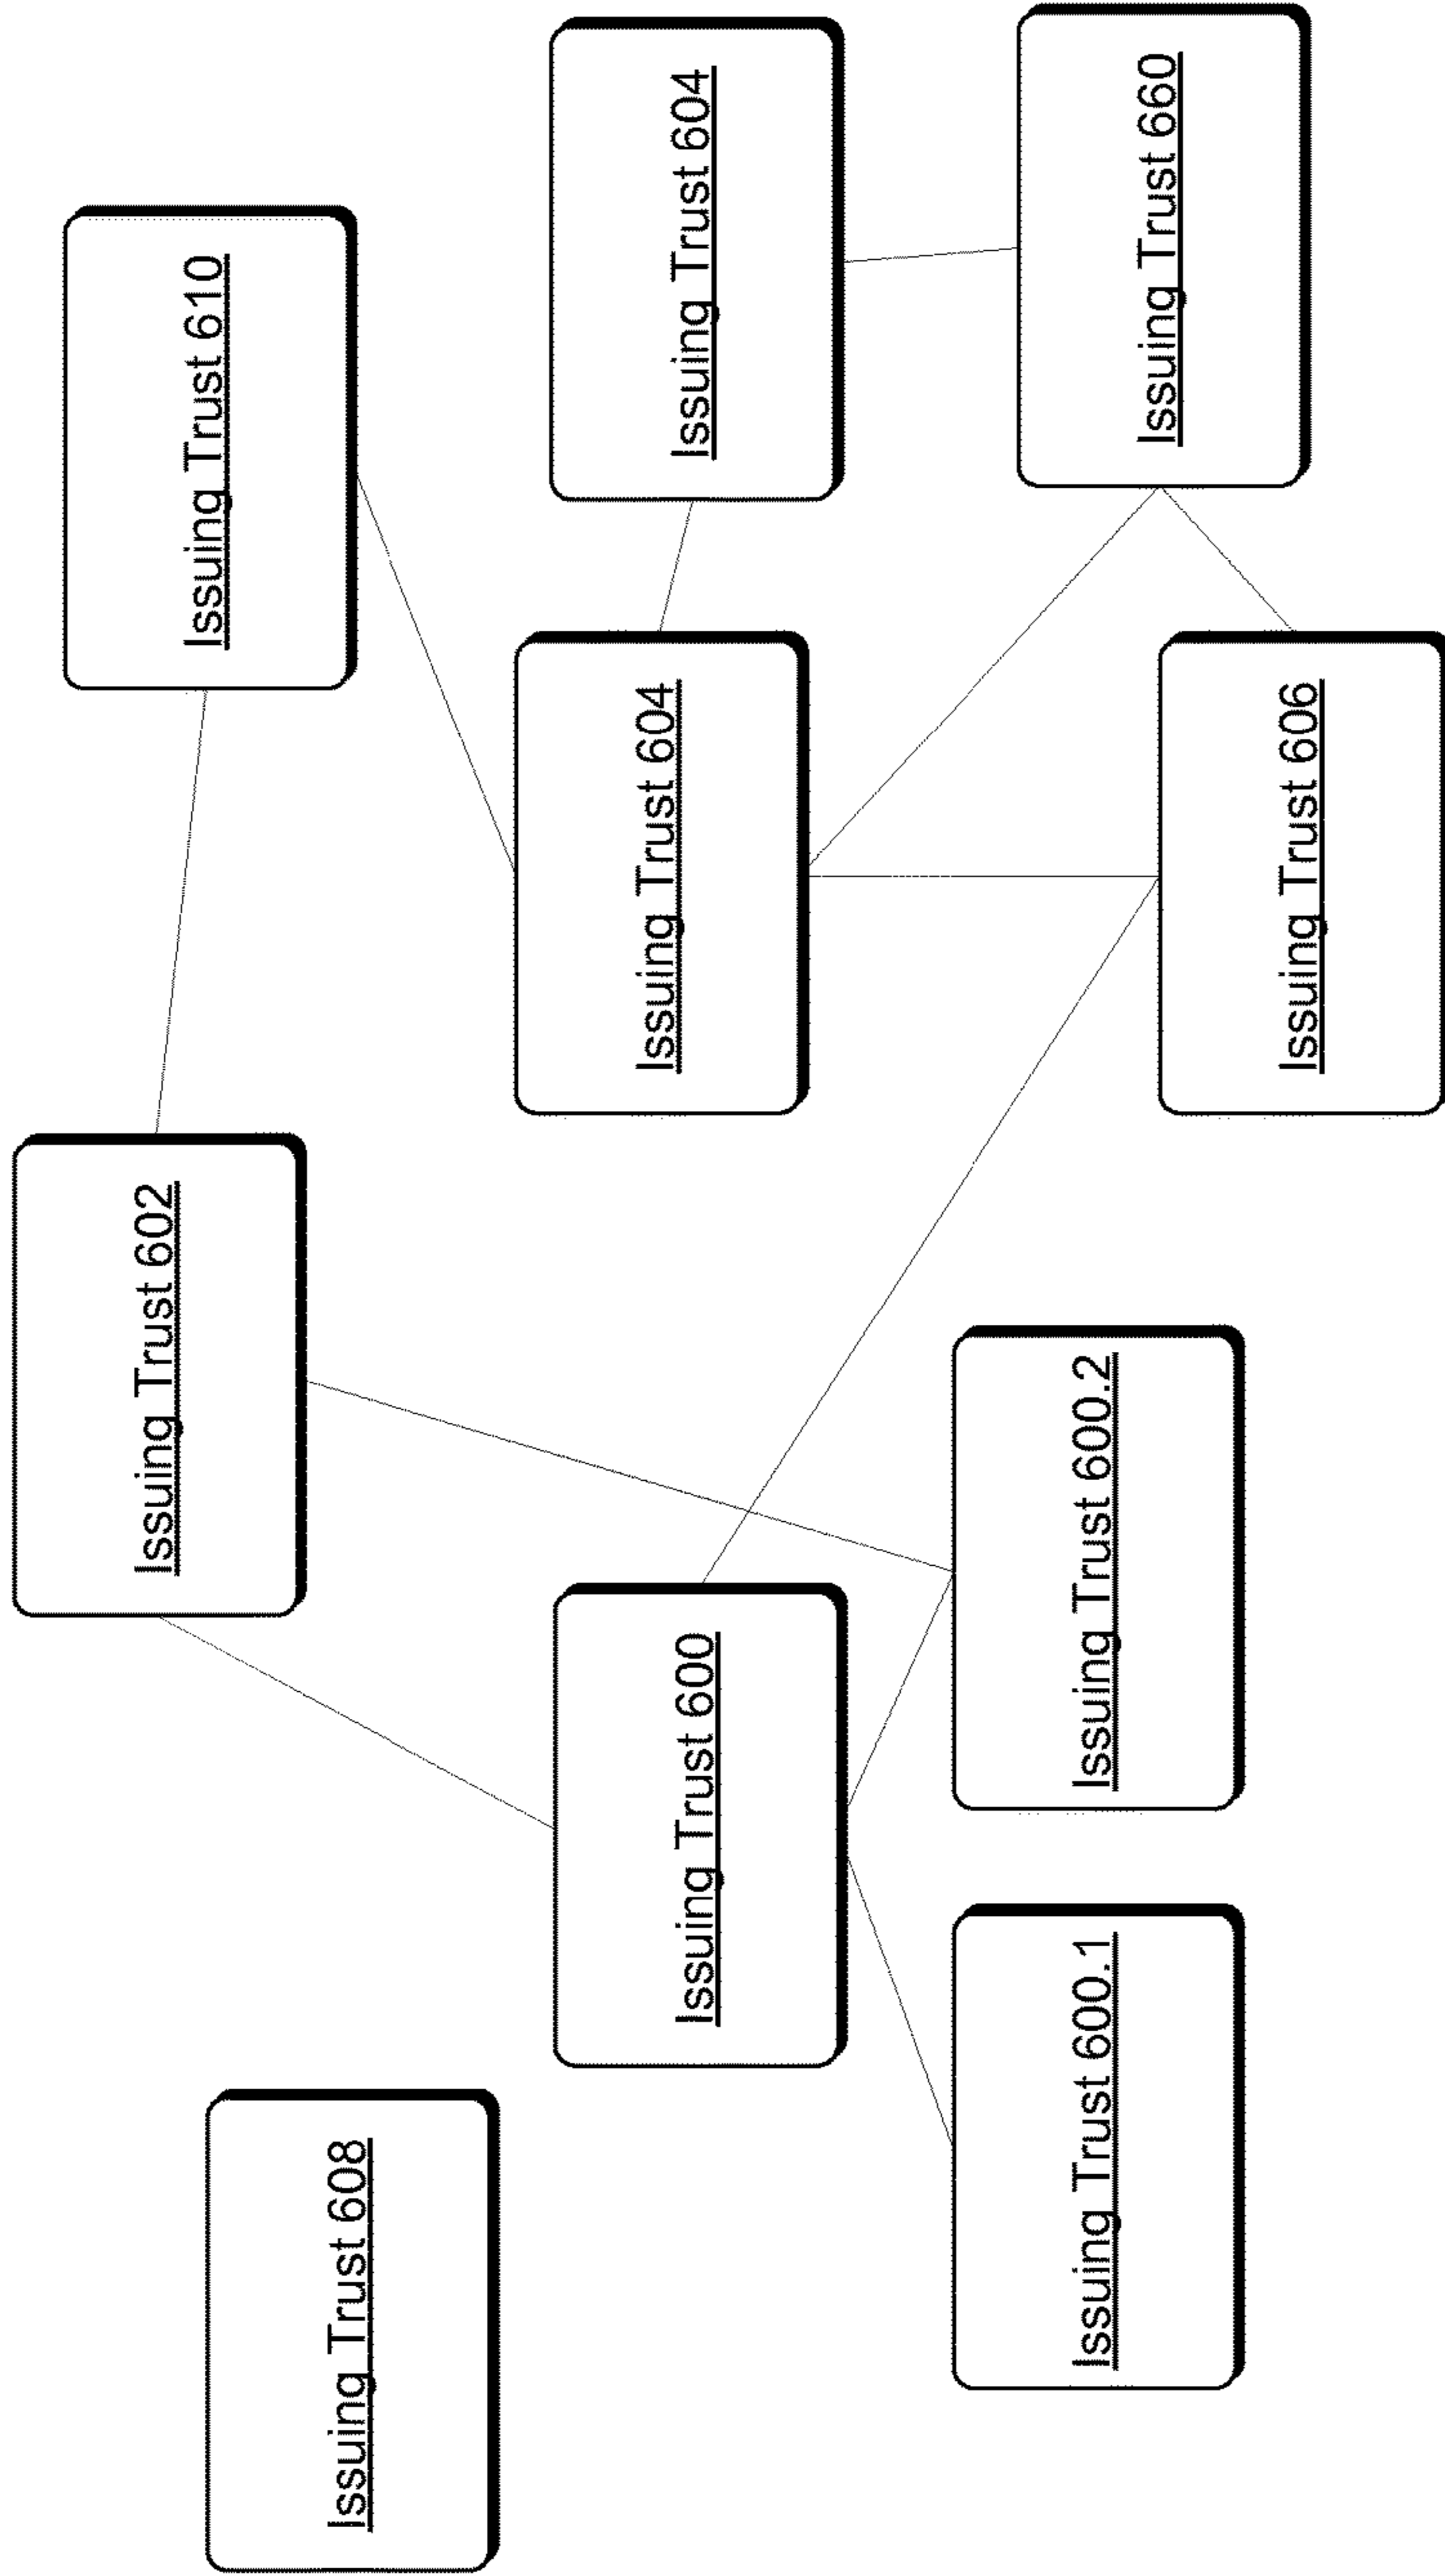 Issuing Trust 608
Issuing Trust 602
Issuing Trust 610
Issuing Trust 600
Issuing Trust 604
Issuing Trust 604
Issuing Trust 600.1
Issuing Trust 600.2
Issuing Trust 606
Issuing Trust 660